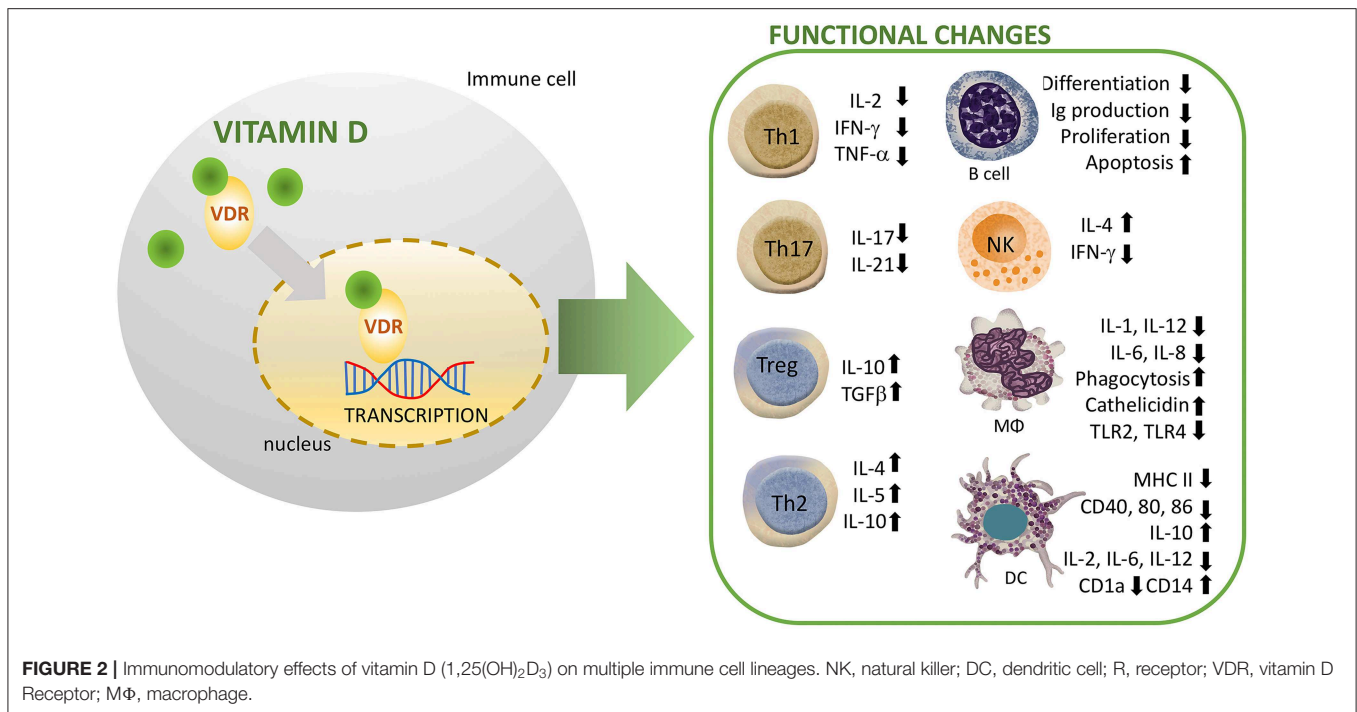 FUNCTIONAL CHANGES
Immune cell
VITAMIN D
VDR
VDR
TRANSCRIPTION
nucleus
Th1
IL-2 ⬇
IFN-γ ⬇
TNF-α ⬇
Th17
IL-17 ⬇
IL-21 ⬇
Treg
IL-10 ⬆
TGFβ ⬆
Th2
IL-4 ⬆
IL-5 ⬆
IL-10 ⬆
B cell
Differentiation ⬇
Ig production ⬇
Proliferation ⬇
Apoptosis ⬆
NK
IL-4 ⬆
IFN-γ ⬇
MΦ
IL-1, IL-12 ⬇
IL-6, IL-8 ⬇
Phagocytosis ⬆
Cathelicidin ⬆
TLR2, TLR4 ⬇
DC
MHC II ⬇
CD40, 80, 86 ⬇
IL-10 ⬆
IL-2, IL-6, IL-12 ⬇
CD1a ⬇ CD14 ⬆
FIGURE 2 | Immunomodulatory effects of vitamin D (1,25(OH)₂D₃) on multiple immune cell lineages. NK, natural killer; DC, dendritic cell; R, receptor; VDR, vitamin D
Receptor; MΦ, macrophage.